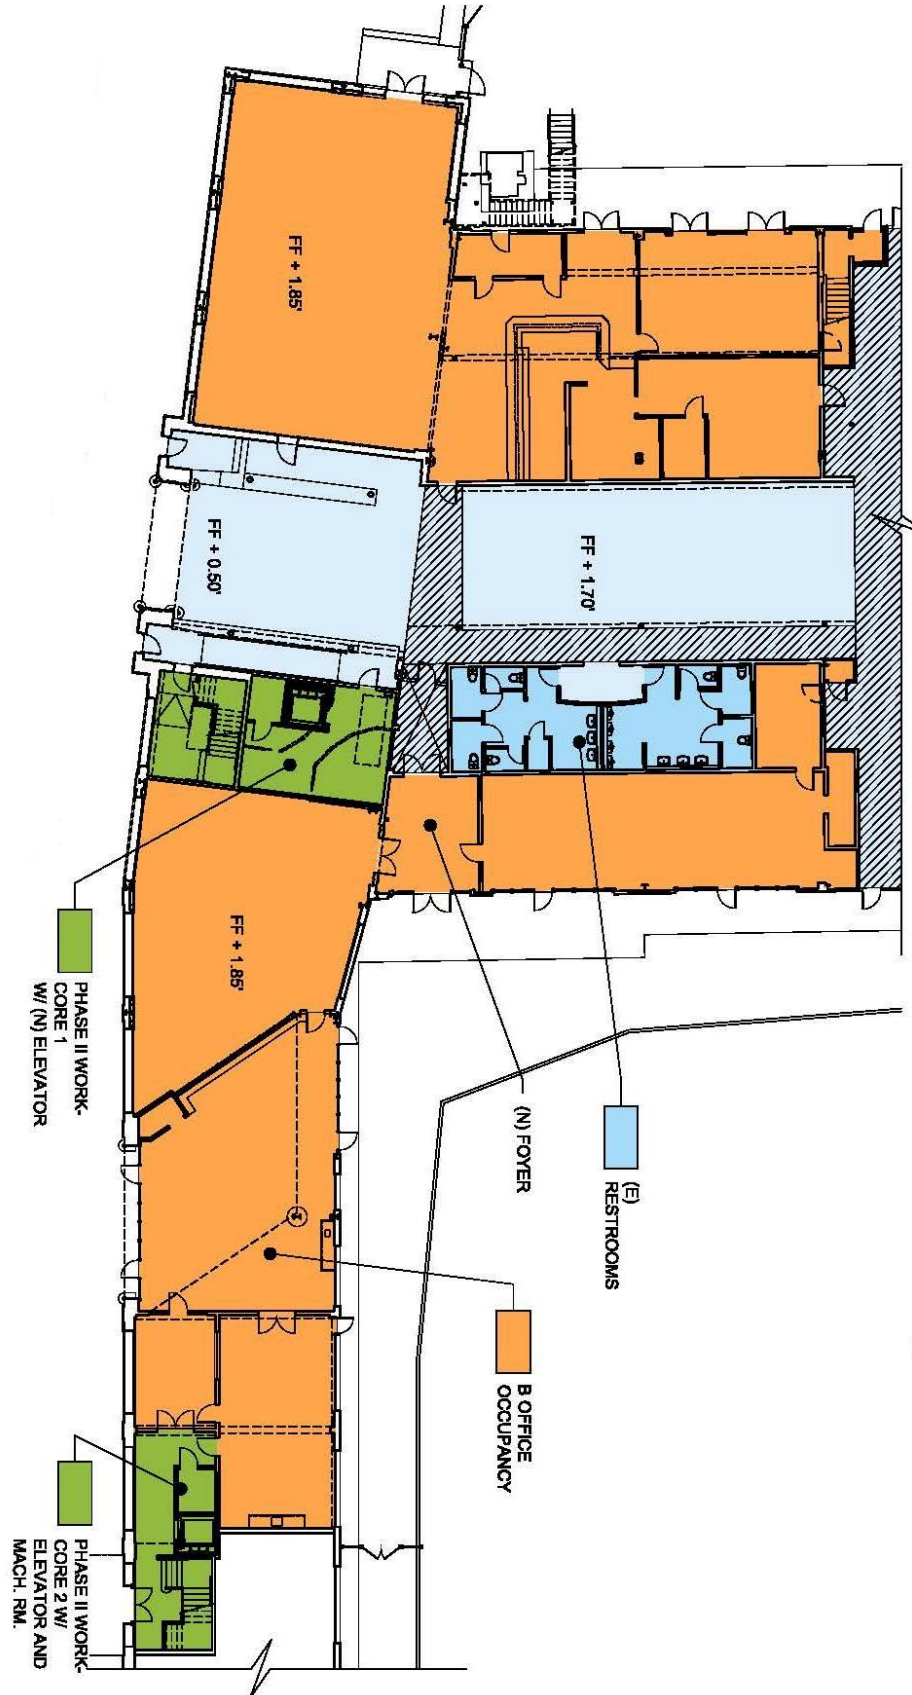 FF + 1.85'
FF + 0.50'
FF + 1.70'
FF + 1.85'
PHASE II WORK-
CORE 1
W/ (N) ELEVATOR
(N) FOYER
(E)
RESTROOMS
B OFFICE
OCCUPANCY
PHASE II WORK-
CORE 2 W/
ELEVATOR AND
MACH. RM.